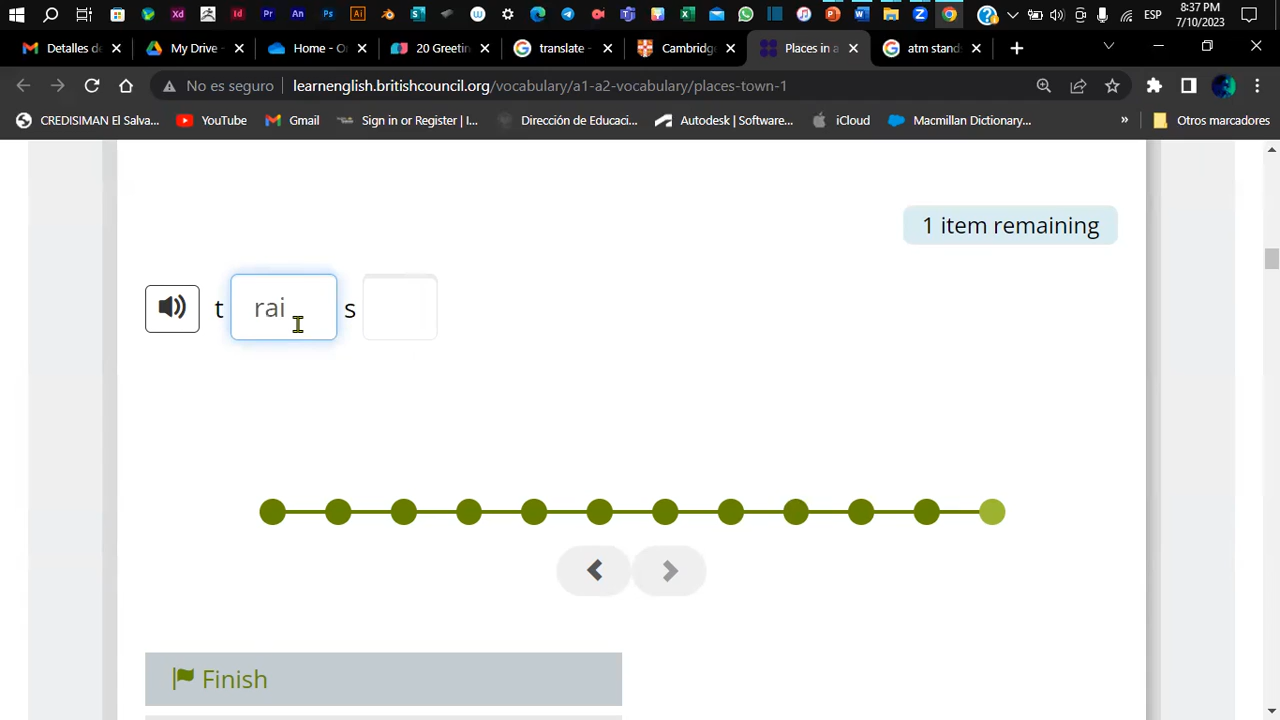 8:37 PM
ESP
7/10/2023
Detalles de
My Drive -
Home - On
20 Greetin
translate -
Cambridg
Places in a
atm stands
No es seguro
learnenglish.britishcouncil.org/vocabulary/a1-a2-vocabulary/places-town-1
CREDISIMAN El Salva...
YouTube
Gmail
Sign in or Register | I...
Dirección de Educaci...
Autodesk | Software...
iCloud
Macmillan Dictionary...
»
Otros marcadores
1 item remaining
t rai s
Finish